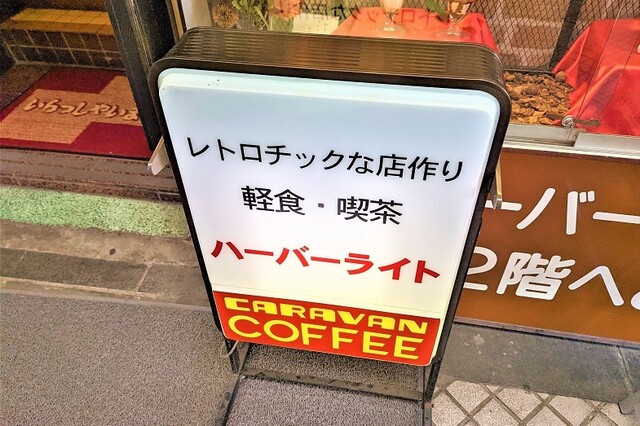 いらっしゃいませ
レトロチックな店作り
軽食・喫茶
ハーバーライト
CARAVAN
COFFEE
ーバー
2階へ